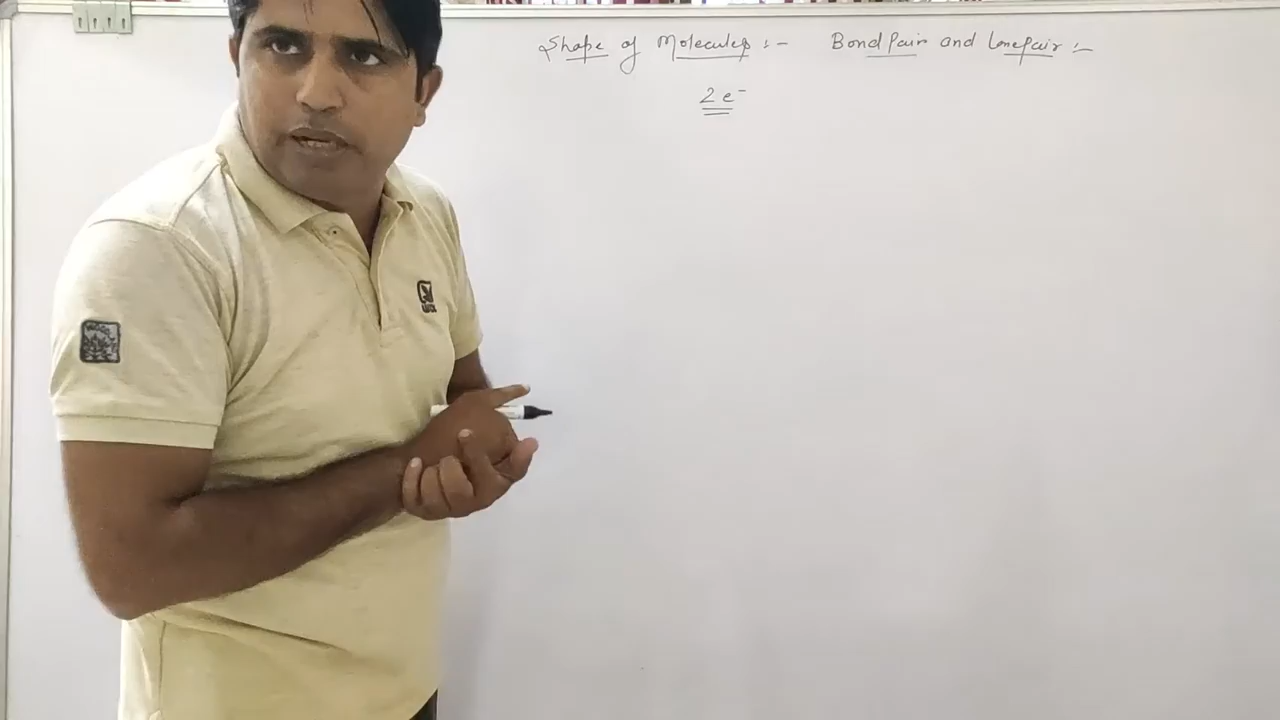 Shape of Molecules :- Bond Pair and Lonepair :-
2 e⁻